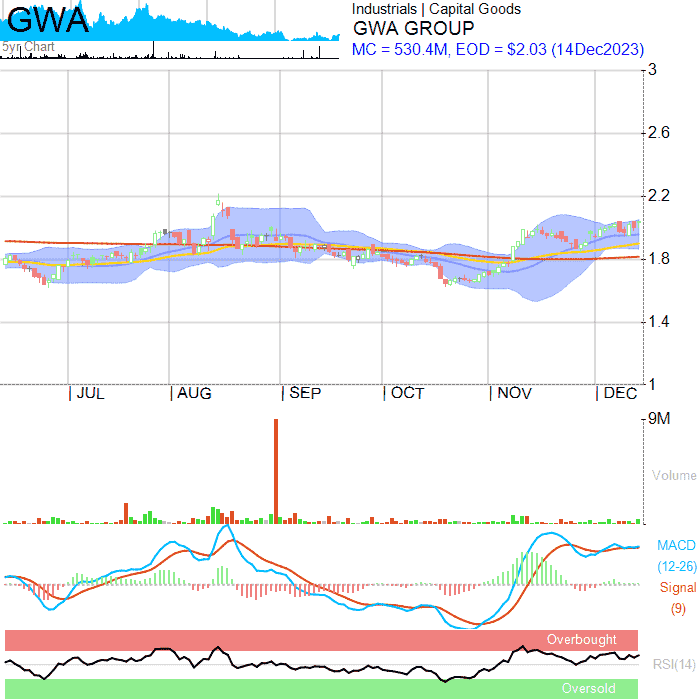 GWA
5yr Chart
Industrials | Capital Goods
GWA GROUP
MC = 530.4M, EOD = $2.03 (14Dec2023)
3
2.6
2.2
1.8
1.4
1
JUL AUG SEP OCT NOV DEC
9M
Volume
MACD
(12-26)
Signal
(9)
Overbought
RSI(14)
Oversold